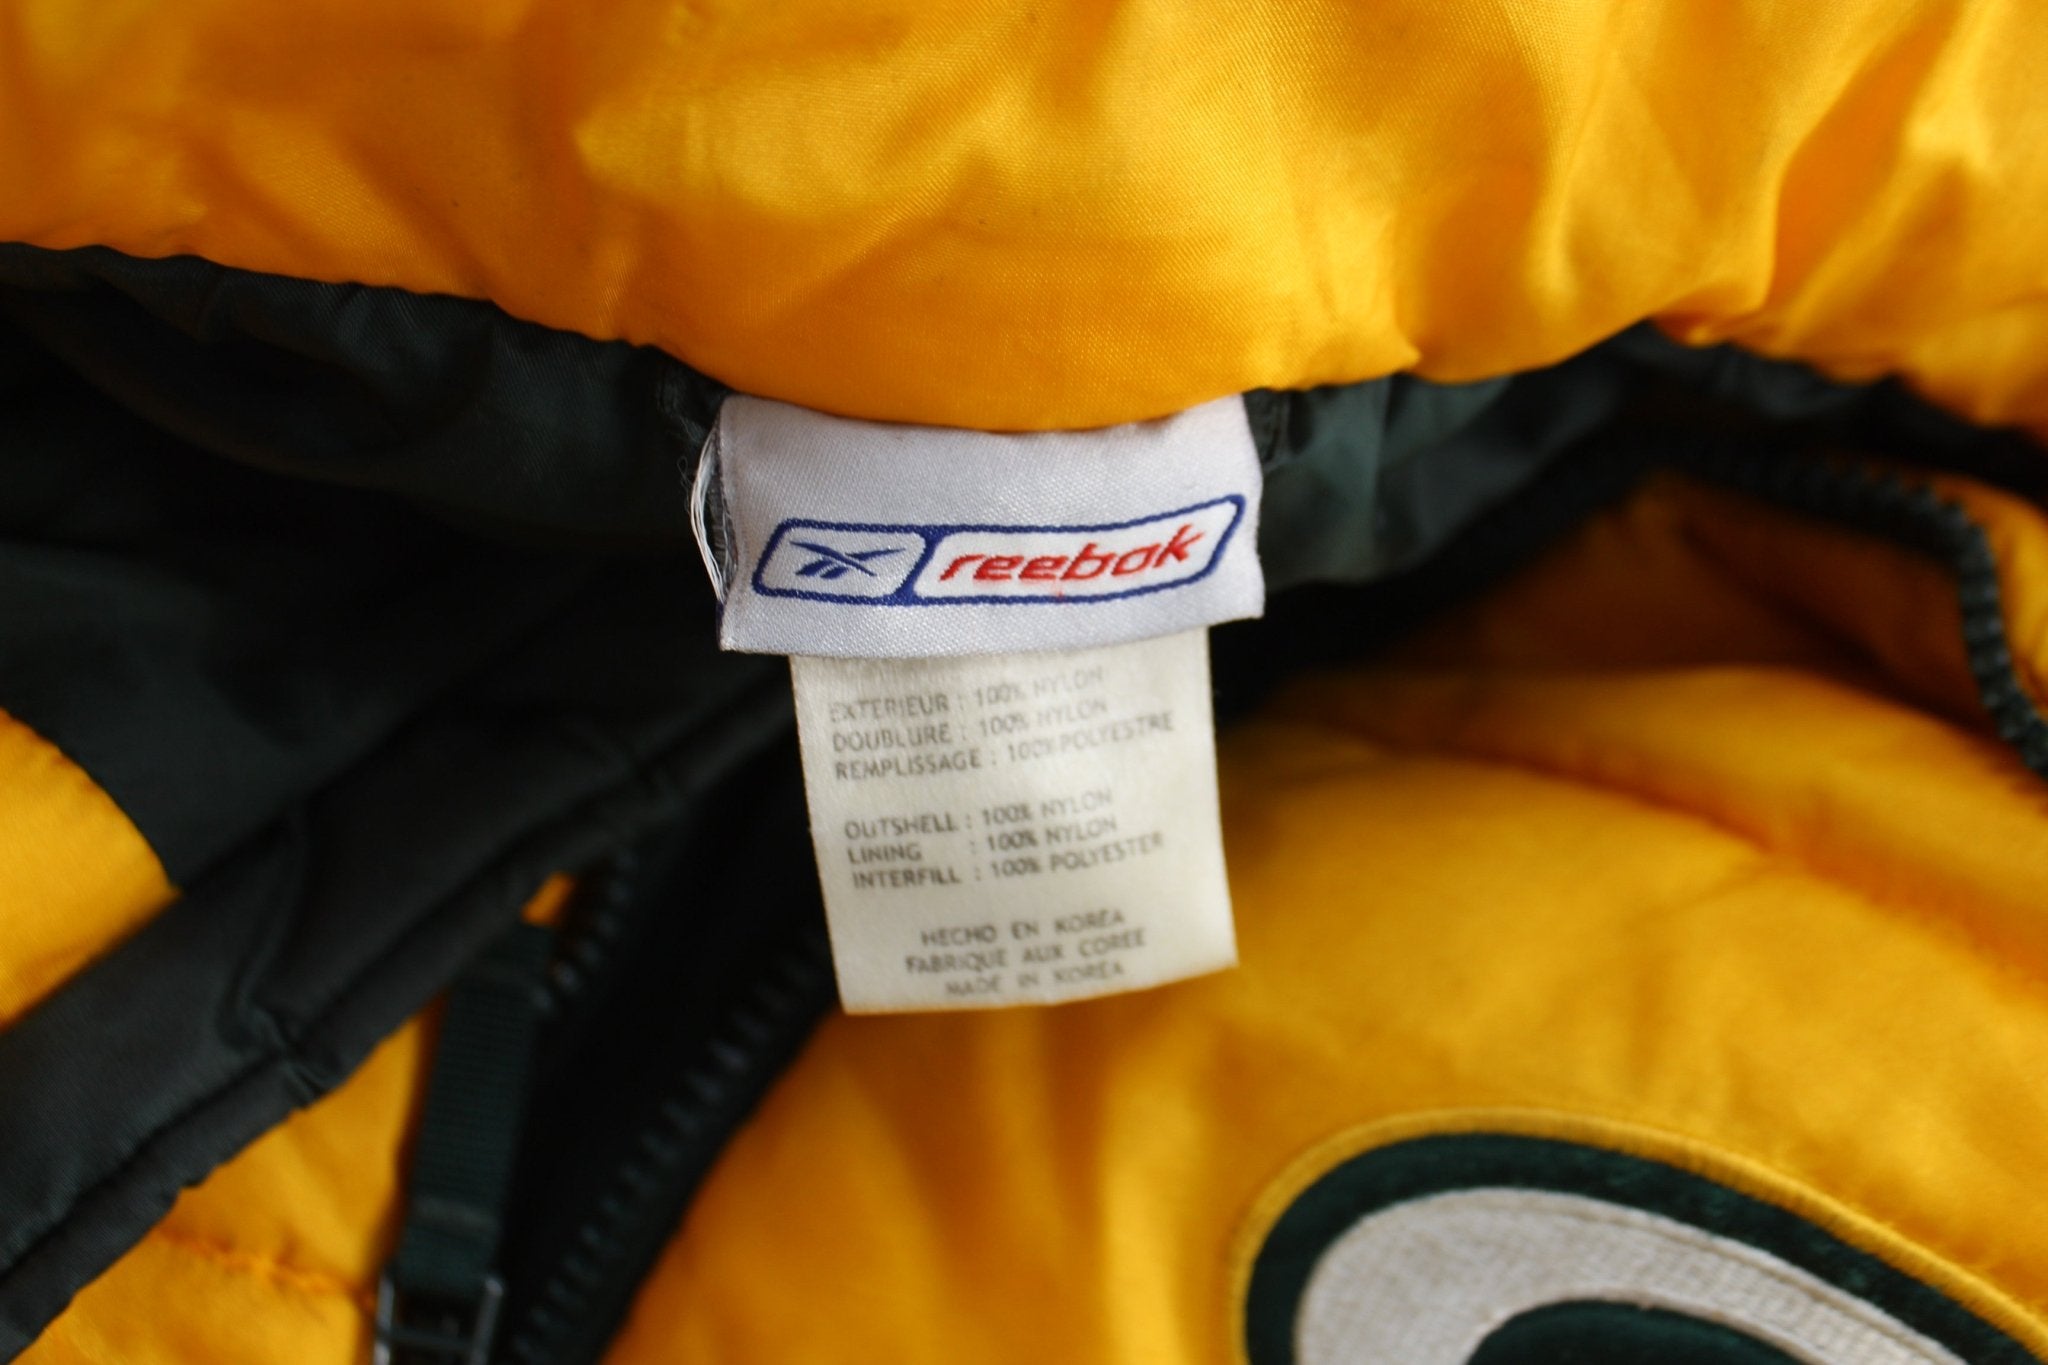 reebok
EXTERIEUR : 100% NYLON
DOUBLURE : 100% NYLON
REMPLISSAGE : 100% POLYESTRE
OUTSHELL : 100% NYLON
LINING : 100% NYLON
INTERFILL : 100% POLYESTER
HECHO EN KOREA
FABRIQUE AUX COREE
MADE IN KOREA